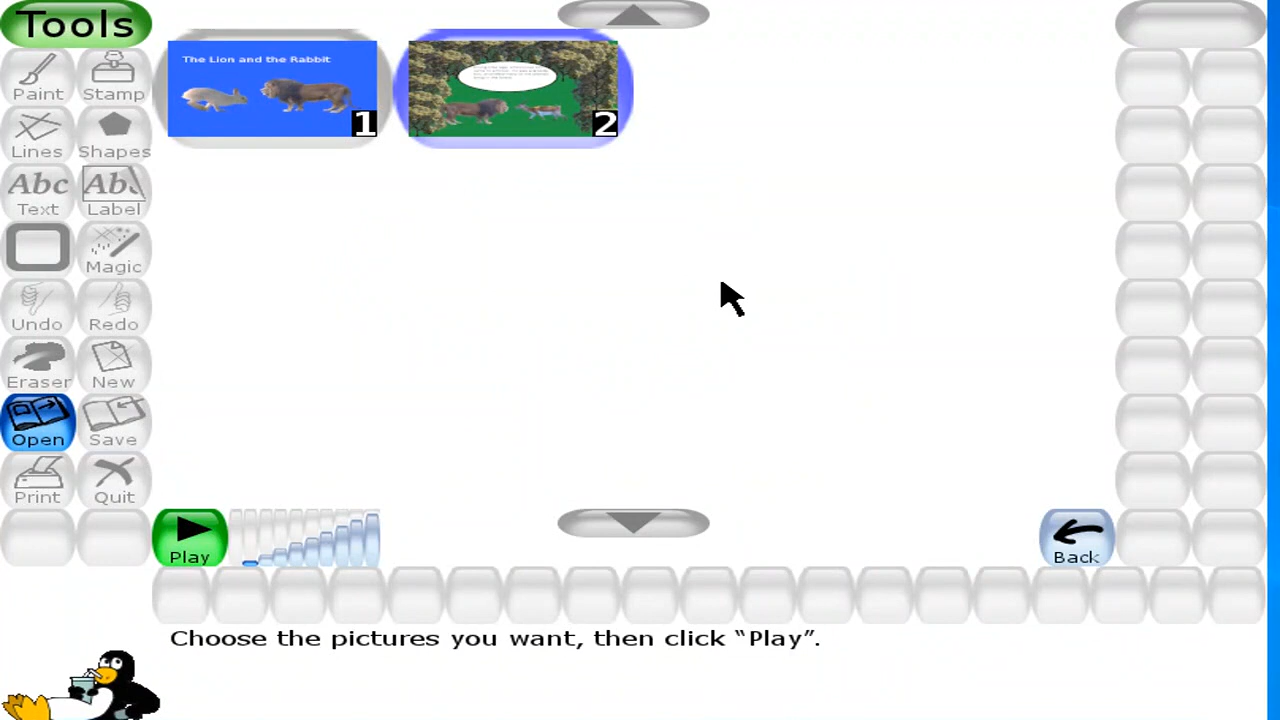 Tools
Paint
Stamp
Lines
Shapes
Abc
Text
Abc
Label
Magic
Undo
Redo
Eraser
New
Open
Save
Print
Quit
The Lion and the Rabbit
1
2
Play
Back
Choose the pictures you want, then click “Play”.